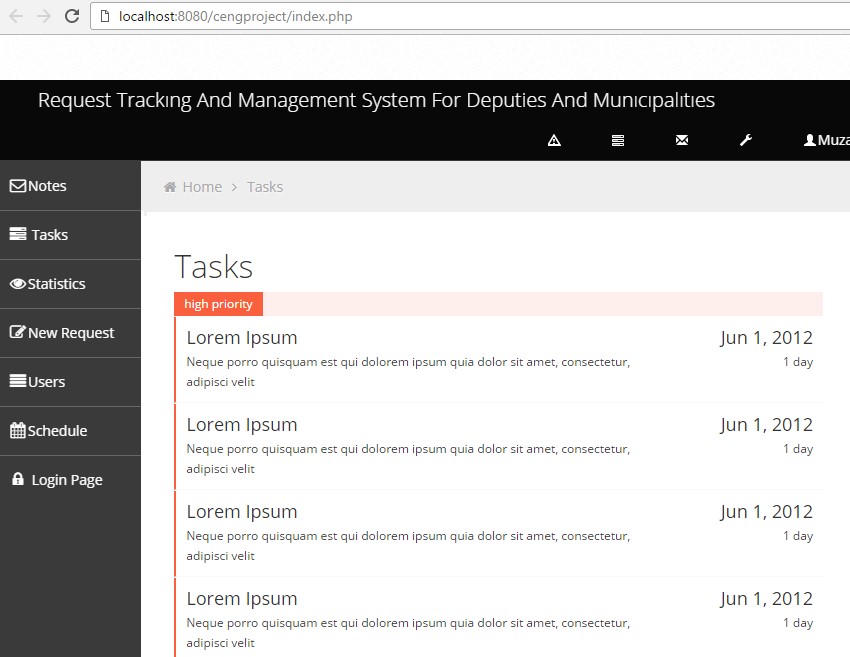 localhost:8080/cengproject/index.php
Request Trackıng And Management System For Deputies And Munıcıpalıtıes
Muza
Notes
Home > Tasks
Tasks
Statistics
New Request
Users
Schedule
Login Page
Tasks
high priority
Lorem Ipsum Jun 1, 2012
Neque porro quisquam est qui dolorem ipsum quia dolor sit amet, consectetur, 1 day
adipisci velit
Lorem Ipsum Jun 1, 2012
Neque porro quisquam est qui dolorem ipsum quia dolor sit amet, consectetur, 1 day
adipisci velit
Lorem Ipsum Jun 1, 2012
Neque porro quisquam est qui dolorem ipsum quia dolor sit amet, consectetur, 1 day
adipisci velit
Lorem Ipsum Jun 1, 2012
Neque porro quisquam est qui dolorem ipsum quia dolor sit amet, consectetur, 1 day
adipisci velit